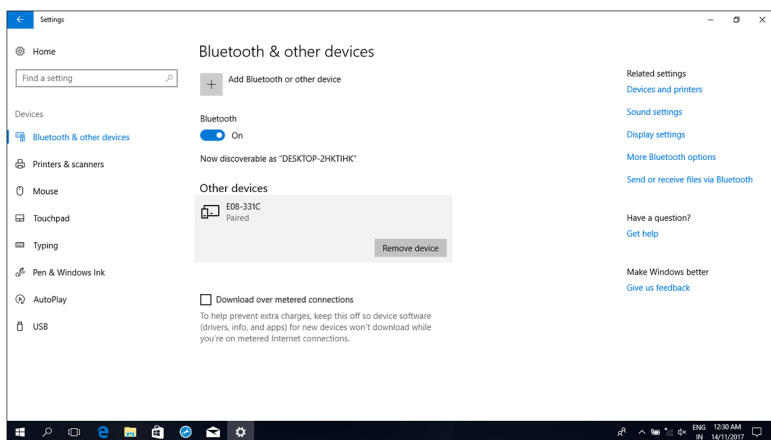 Settings
Home
Find a setting
Devices
Bluetooth & other devices
Printers & scanners
Mouse
Touchpad
Typing
Pen & Windows Ink
AutoPlay
USB
Bluetooth & other devices
Add Bluetooth or other device
Bluetooth
On
Now discoverable as “DESKTOP-2HKTIHK”
Other devices
E08-331C
Paired
Remove device
Download over metered connections
To help prevent extra charges, keep this off so device software
(drivers, info, and apps) for new devices won’t download while
you’re on metered Internet connections.
Related settings
Devices and printers
Sound settings
Display settings
More Bluetooth options
Send or receive files via Bluetooth
Have a question?
Get help
Make Windows better
Give us feedback
ENG 12:30 AM
IN 14/11/2017